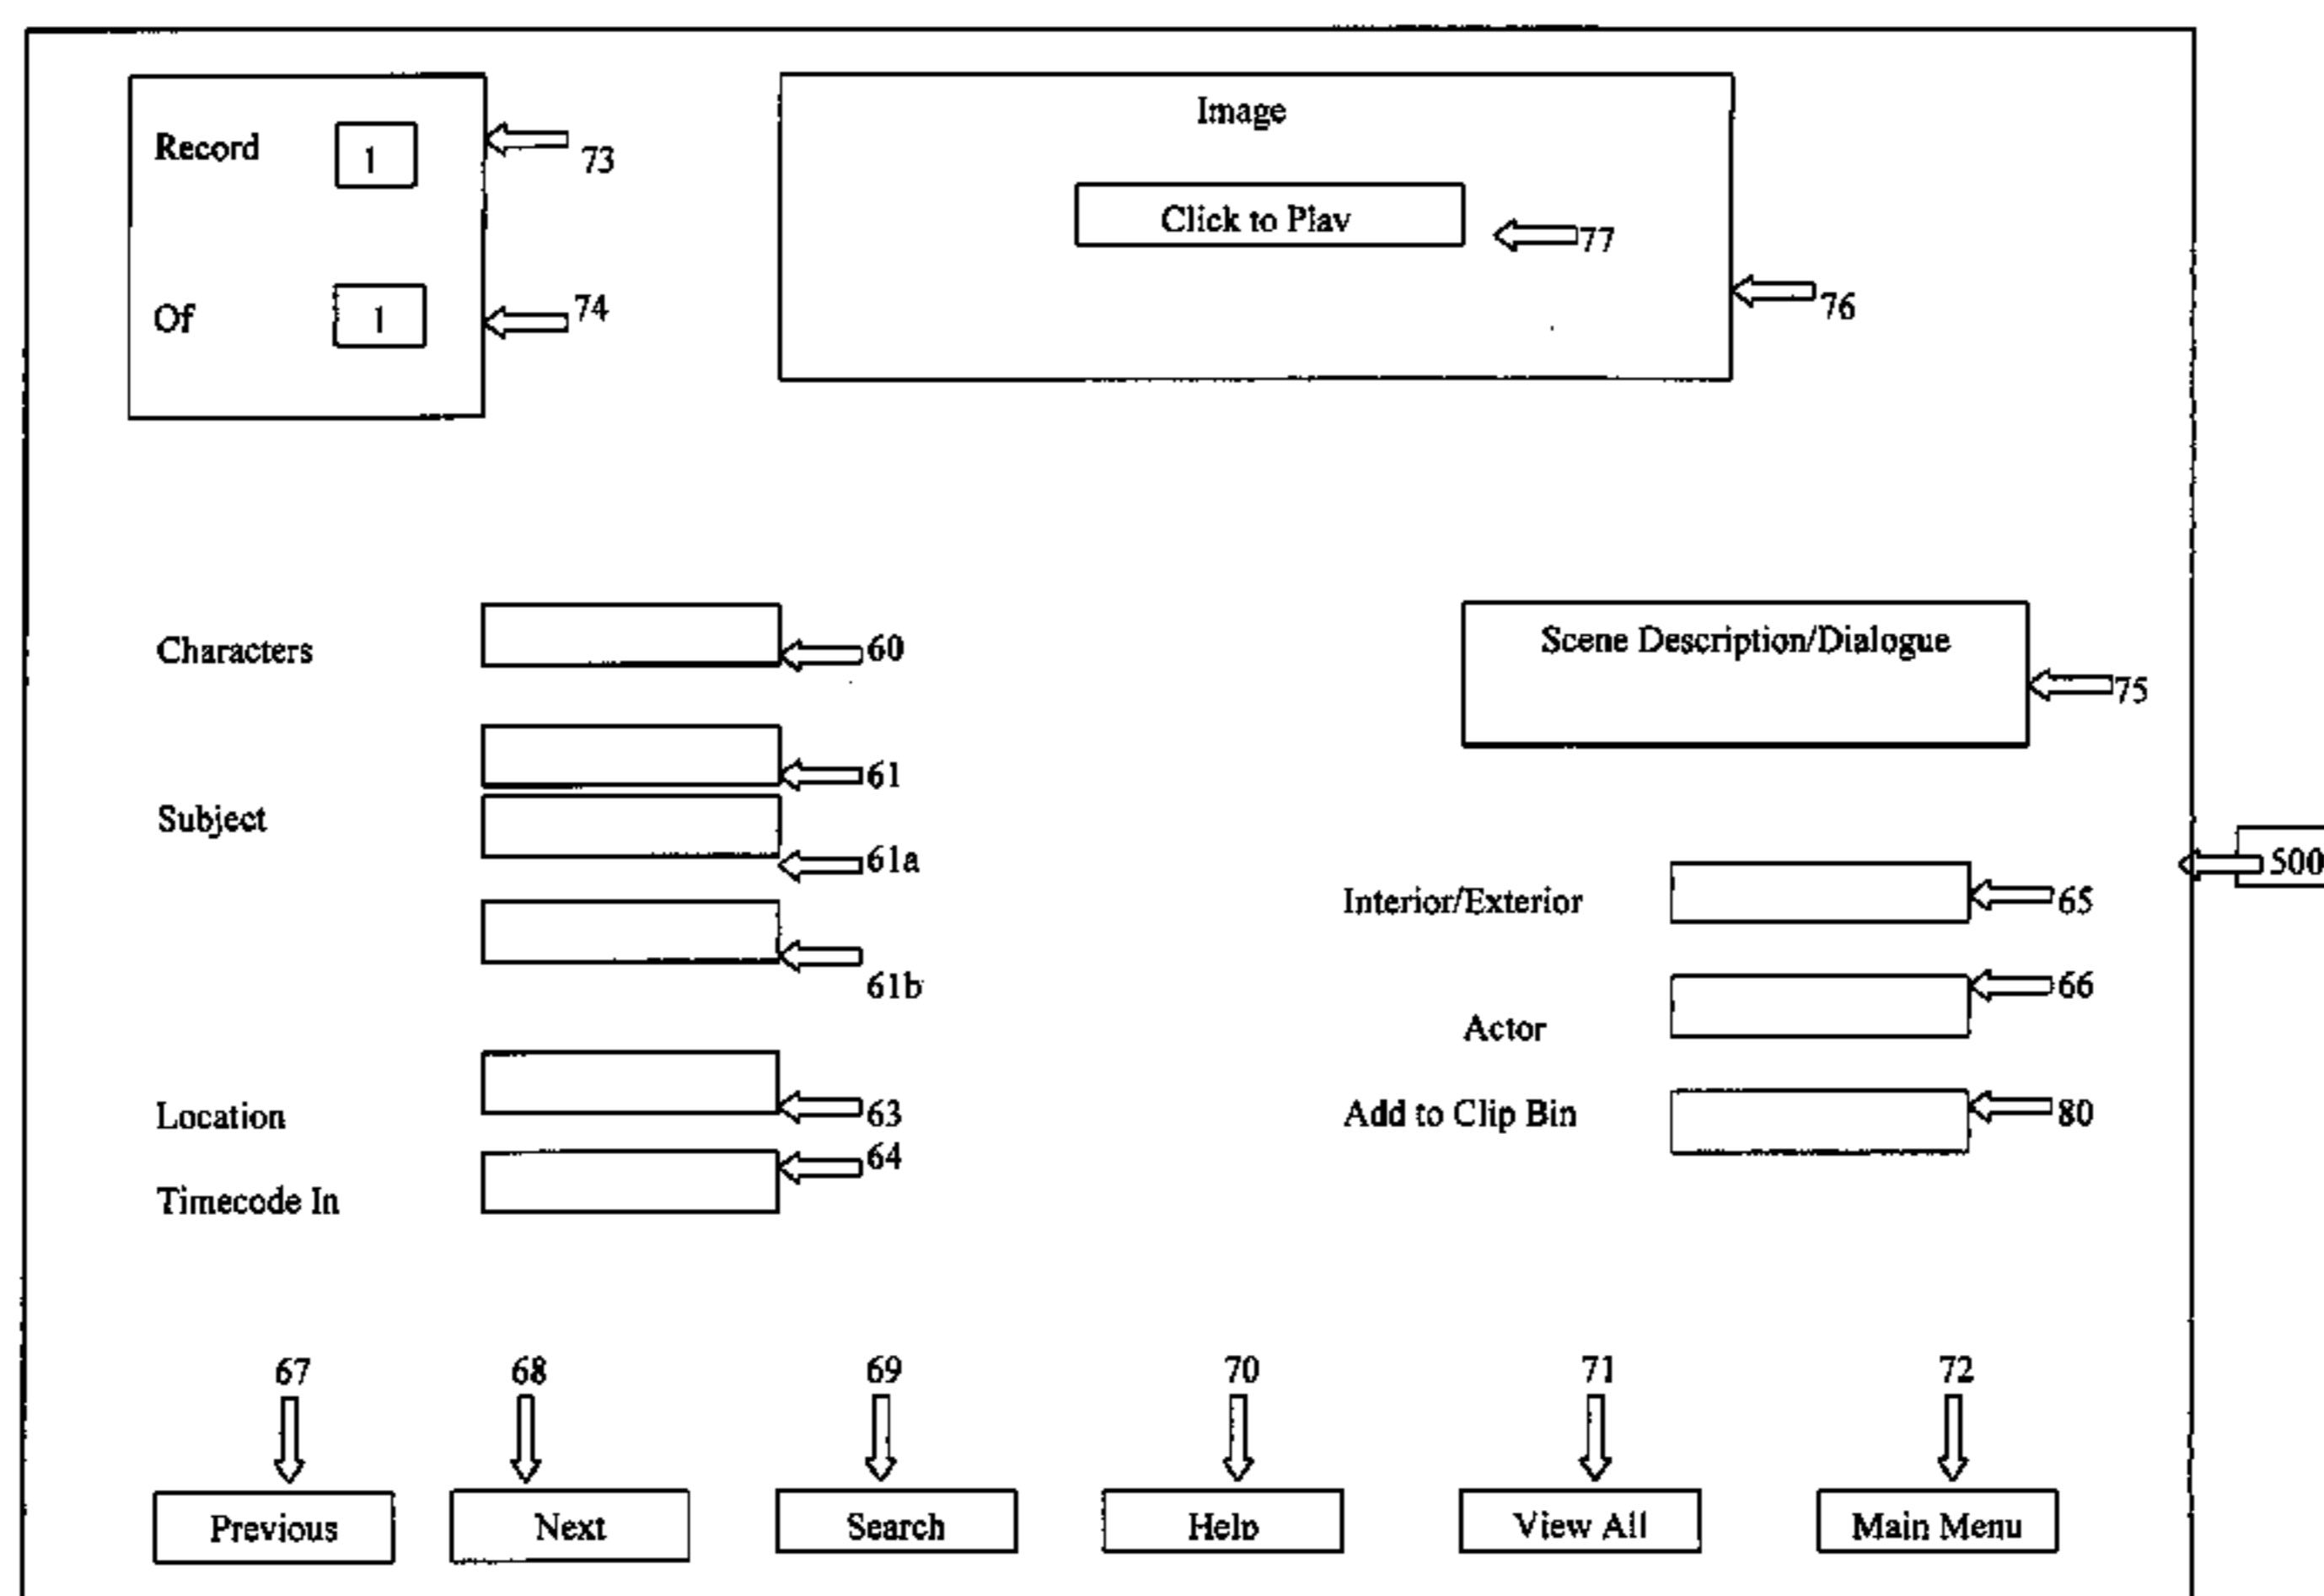 Image
Record 1 73
Click to Play 77
Of 1 74
76
Characters 60
Scene Description/Dialogue
75
61
Subject
61a
500
Interior/Exterior 65
61b
66
Actor
Location 63
Add to Clip Bin 80
64
Timecode In
67 68 69 70 71 72
Previous Next Search Help View All Main Menu